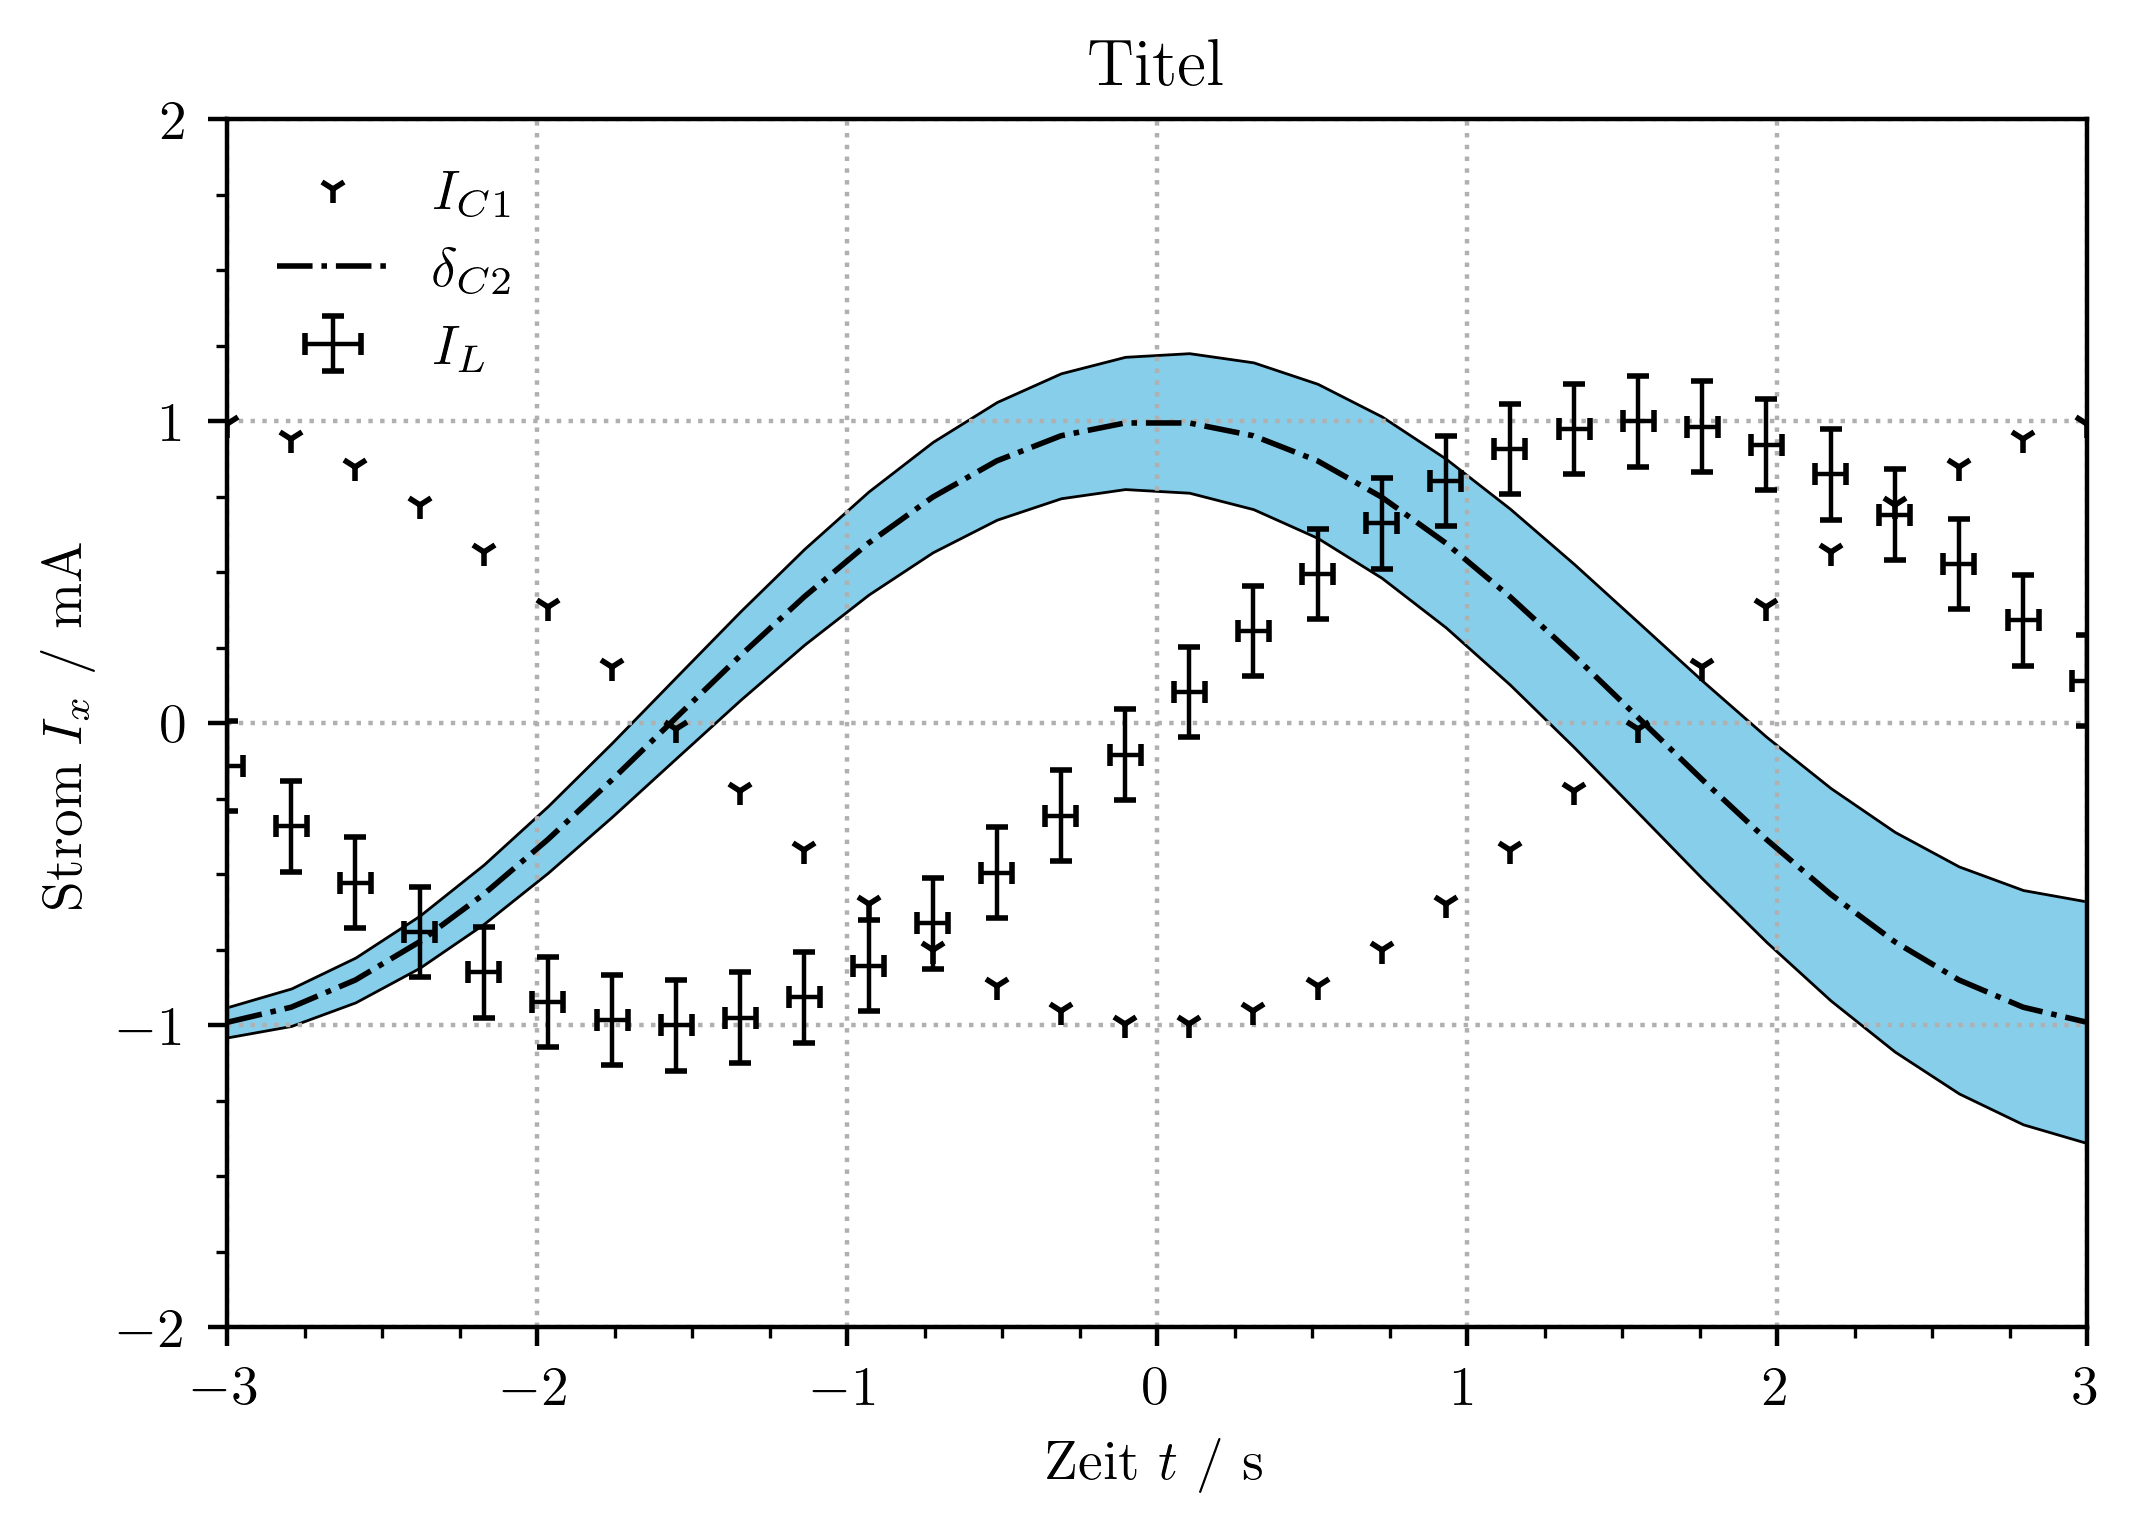 Titel
2
1
0
−1
−2
Strom I_x / mA
I_{C1}
δ_{C2}
I_L
−3 −2 −1 0 1 2 3
Zeit t / s